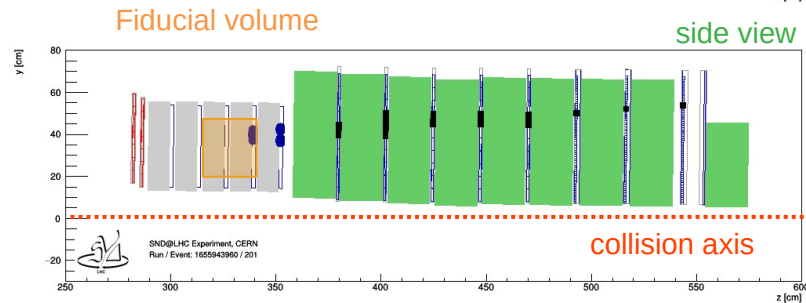 Fiducial volume
side view
y [cm]
80
60
40
20
0
−20
collision axis
SND@LHC Experiment, CERN
Run / Event: 1655943960 / 201
LHC
250
300
350
400
450
500
550
600
z [cm]